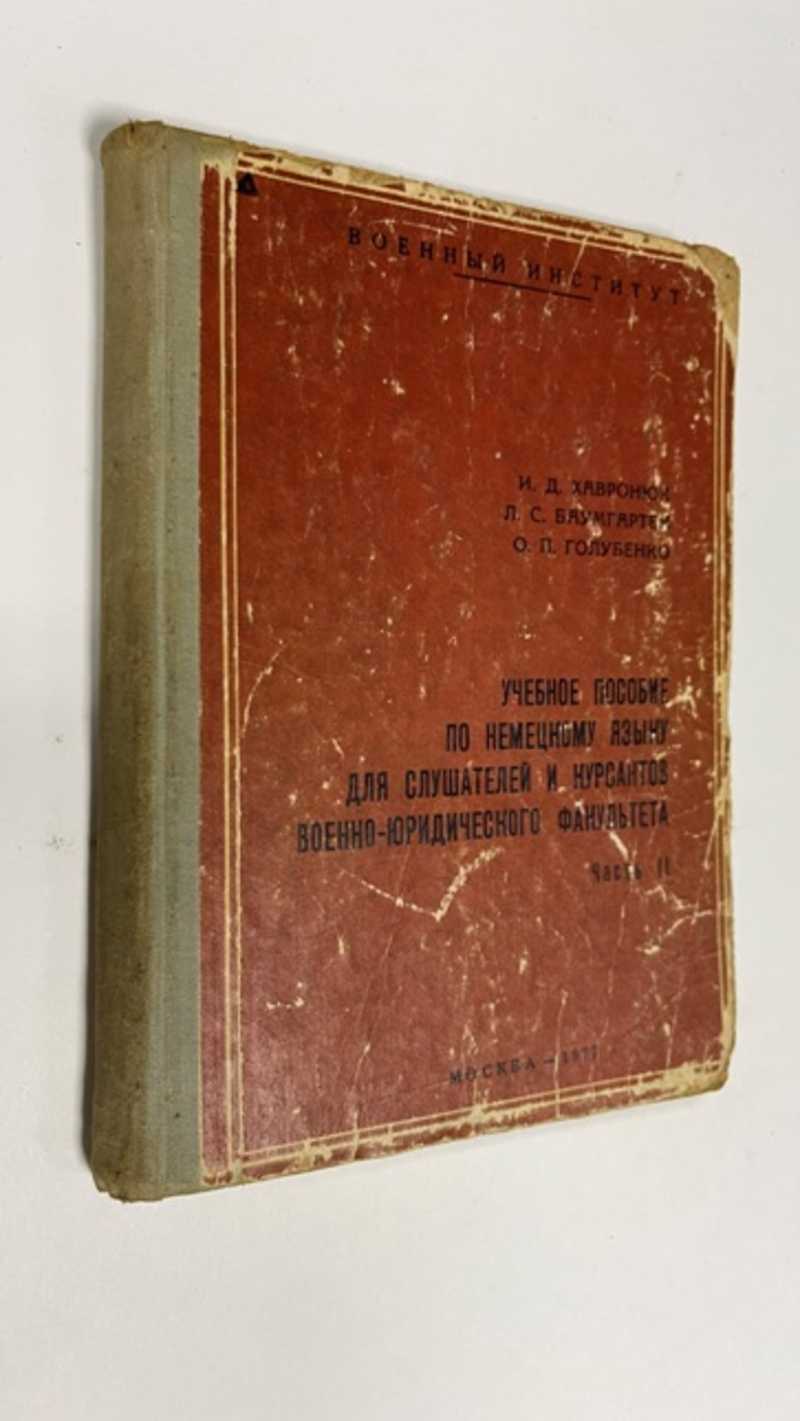 ВОЕННЫЙ ИНСТИТУТ
И. Д. ХАВРОНЮК
Л. С. БАУМГАРТЕН
О. П. ГОЛУБЕНКО
УЧЕБНОЕ ПОСОБИЕ
ПО НЕМЕЦКОМУ ЯЗЫКУ
ДЛЯ СЛУШАТЕЛЕЙ И КУРСАНТОВ
ВОЕННО-ЮРИДИЧЕСКОГО ФАКУЛЬТЕТА
Часть II
МОСКВА — 1977